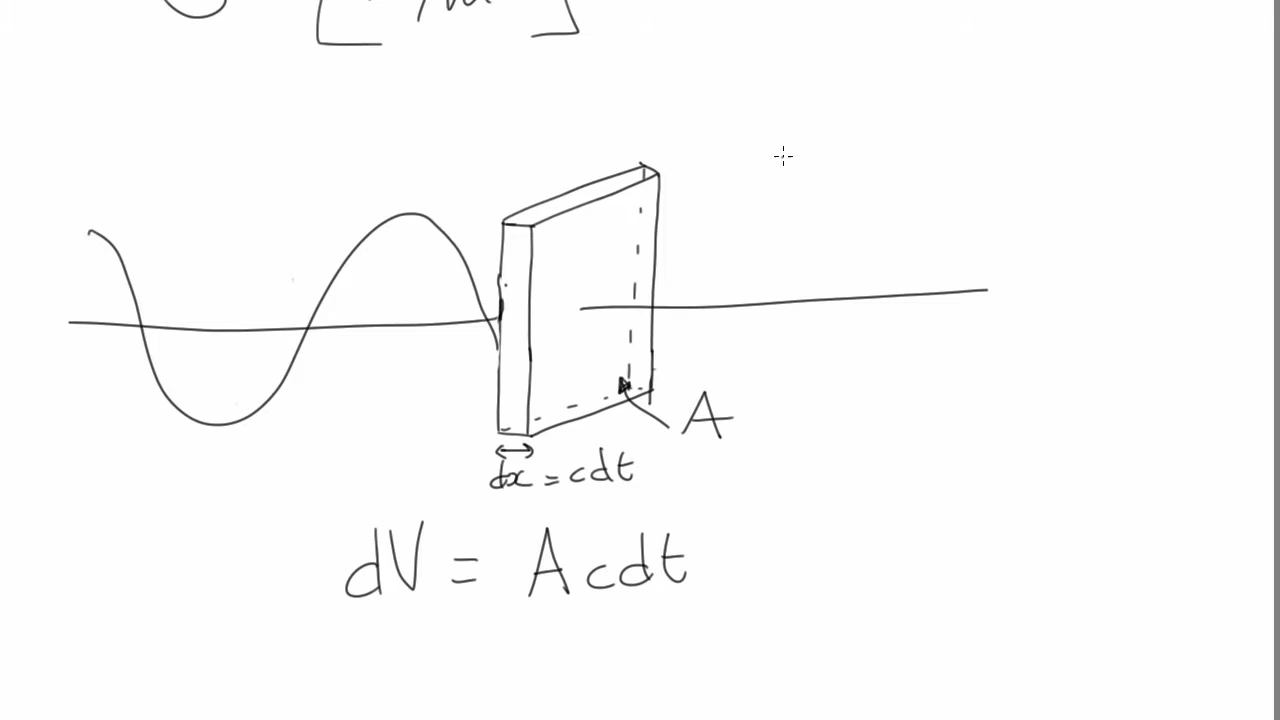 A
dx = cdt
dV = Acdt